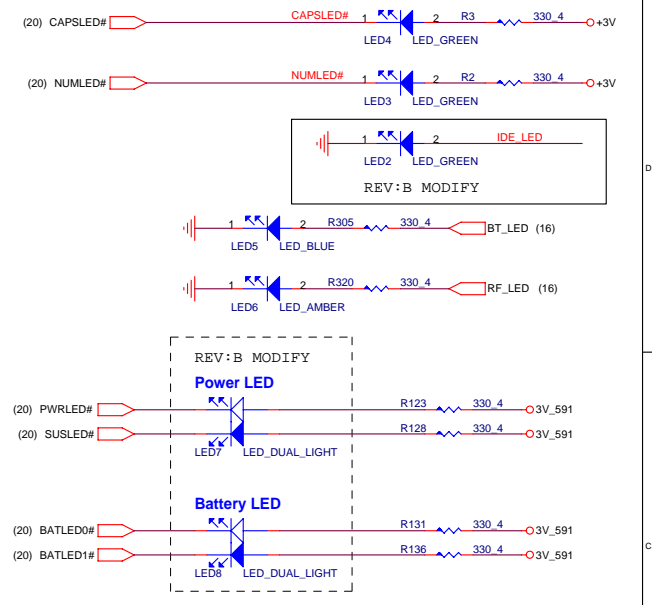 (20) CAPSLED# CAPSLED# 1 2 R3 330_4 +3V
LED4 LED_GREEN
(20) NUMLED# NUMLED# 1 2 R2 330_4 +3V
LED3 LED_GREEN
1 2 IDE_LED
LED2 LED_GREEN
REV:B MODIFY
D
1 2 R305 330_4 BT_LED (16)
LED5 LED_BLUE
1 2 R320 330_4 RF_LED (16)
LED6 LED_AMBER
REV:B MODIFY
Power LED
(20) PWRLED# R123 330_4 3V_591
(20) SUSLED# R128 330_4 3V_591
LED7 LED_DUAL_LIGHT
Battery LED
(20) BATLED0# R131 330_4 3V_591
(20) BATLED1# R136 330_4 3V_591
C
LED8 LED_DUAL_LIGHT